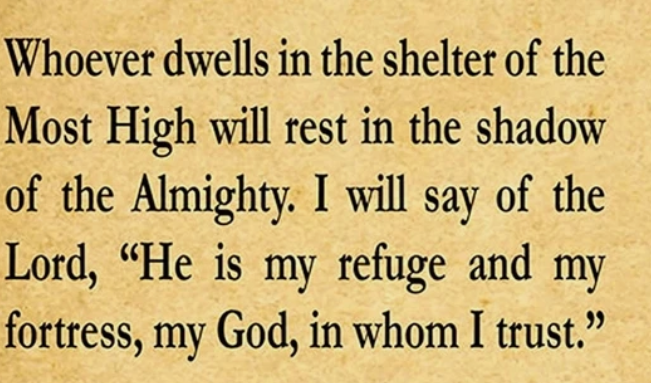 Whoever dwells in the shelter of the
Most High will rest in the shadow
of the Almighty. I will say of the
Lord, “He is my refuge and my
fortress, my God, in whom I trust.”